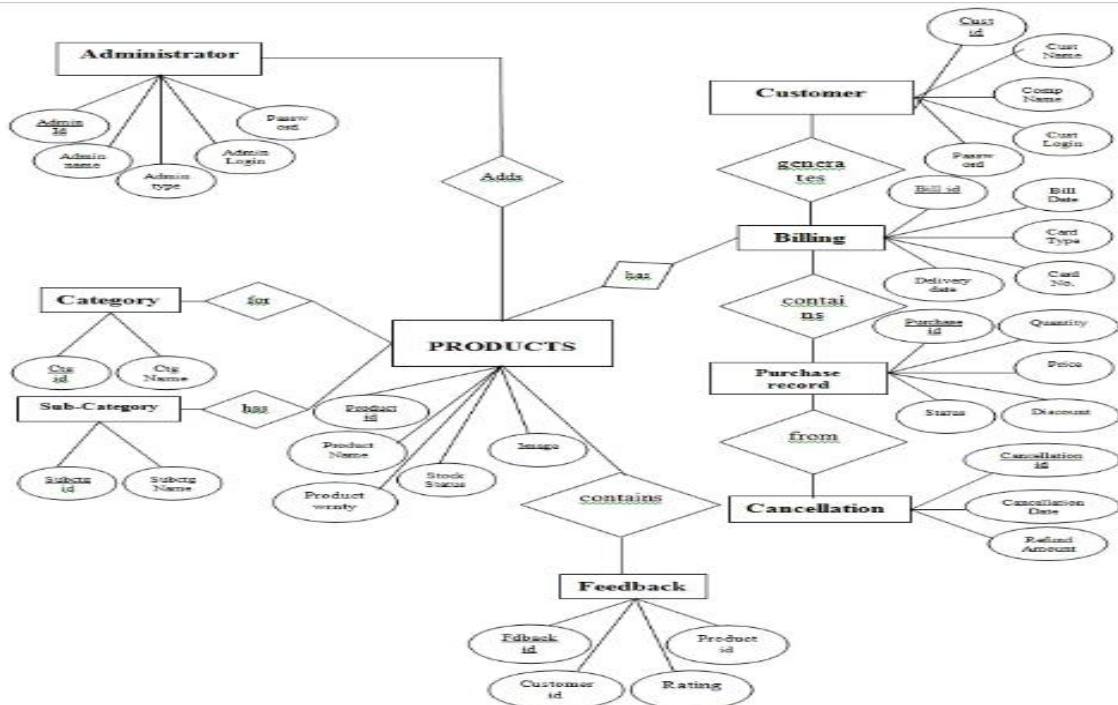 Administrator
Admin
Id
Admin
name
Admin
type
Admin
Login
Passw
ord
Adds
Cust
id
Cust
Name
Customer
Comp
Name
Cust
Login
Passw
ord
genera
tes
Bill id
Bill
Date
Billing
Card
Type
Card
No.
Delivery
date
has
contai
ns
Category
for
Ctg
id
Ctg
Name
PRODUCTS
Sub-Category
has
Subctg
id
Subctg
Name
Product
id
Product
Name
Product
wrnty
Stock
Status
Image
Purchase
id
Quantity
Purchase
record
Price
Discount
Status
from
Cancellation
id
Cancellation
Cancellation
Date
Refund
Amount
contains
Feedback
Fdback
id
Customer
id
Rating
Product
id